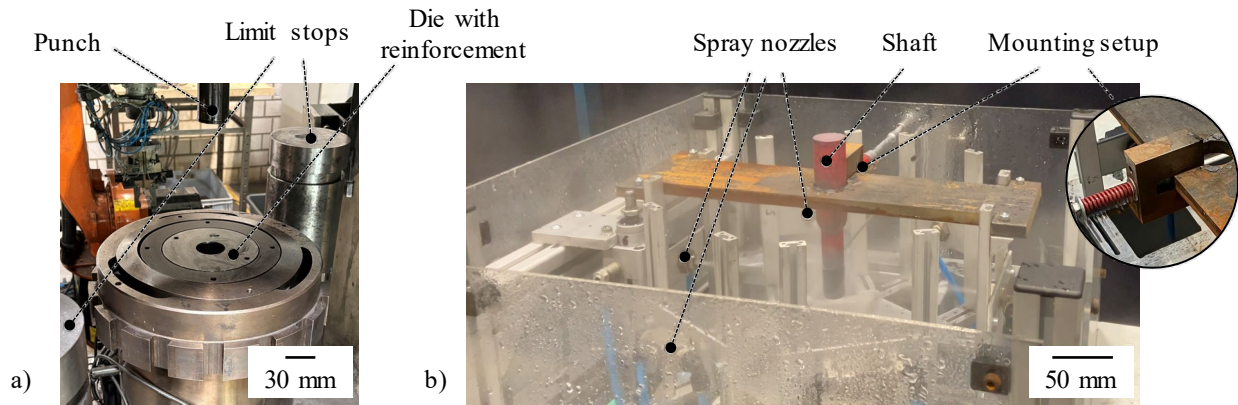 Punch
Limit stops
Die with
reinforcement
Spray nozzles
Shaft
Mounting setup
a)
30 mm
b)
50 mm